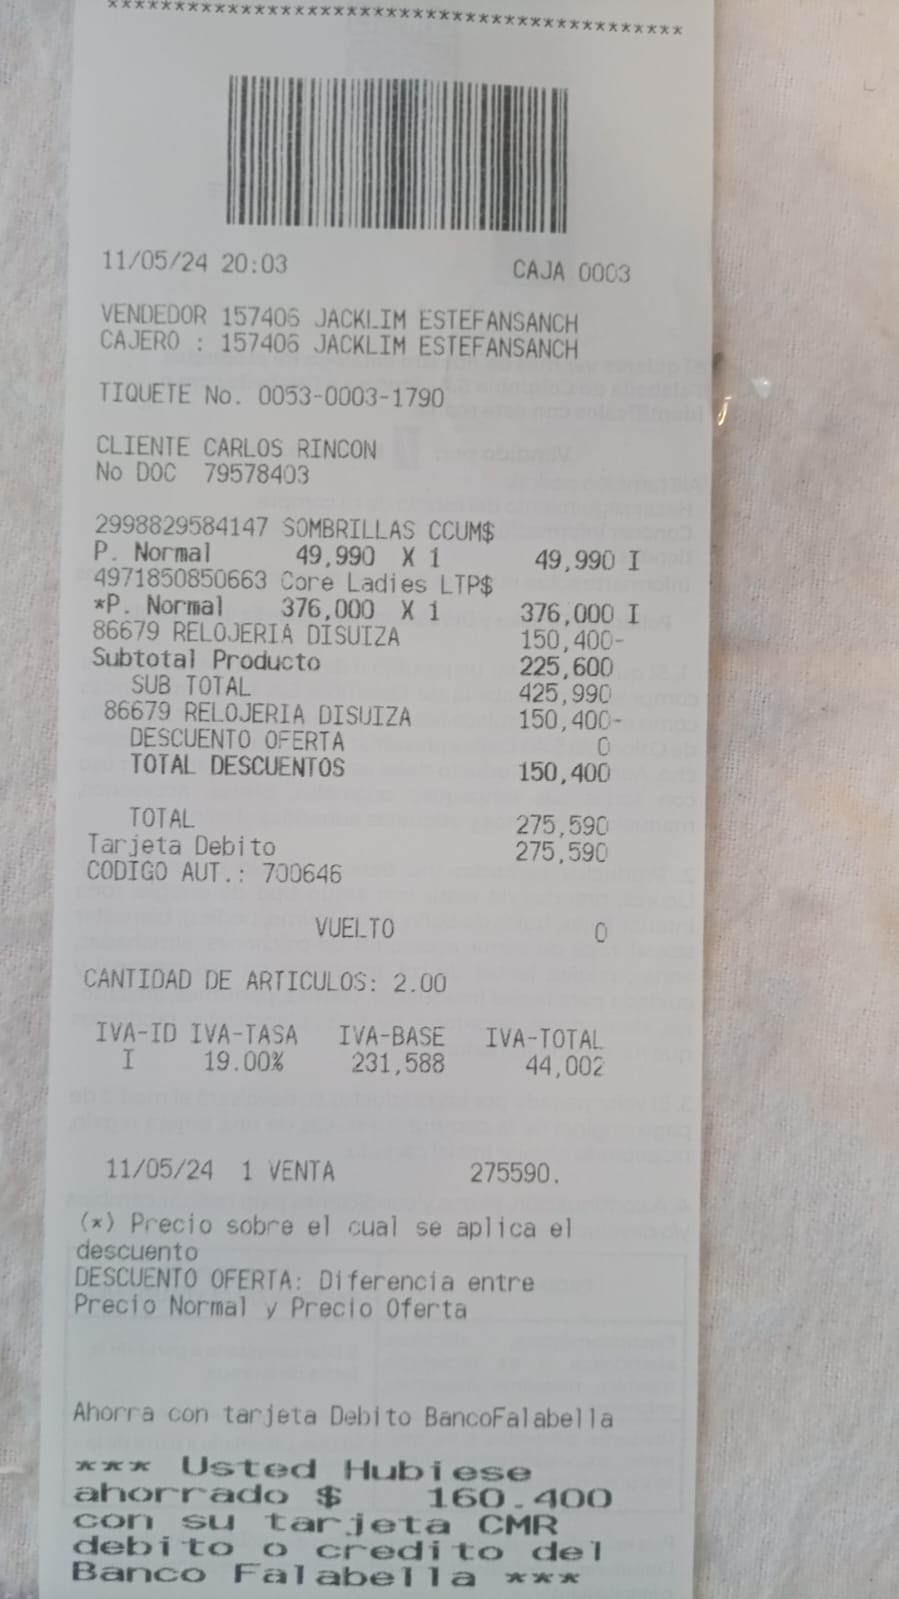 *******************************************
11/05/24 20:03 CAJA 0003
VENDEDOR 157406 JACKLIM ESTEFANSANCH
CAJERO : 157406 JACKLIM ESTEFANSANCH
TIQUETE No. 0053-0003-1790
CLIENTE CARLOS RINCON
No DOC 79578403
2998829584147 SOMBRILLAS CCUM$
P. Normal 49,990 X 1 49,990 I
4971850850663 Core Ladies LTP$
*P. Normal 376,000 X 1 376,000 I
86679 RELOJERIA DISUIZA 150,400-
Subtotal Producto 225,600
SUB TOTAL 425,990
86679 RELOJERIA DISUIZA 150,400-
DESCUENTO OFERTA 0
TOTAL DESCUENTOS 150,400
TOTAL 275,590
Tarjeta Debito 275,590
CODIGO AUT.: 700646
VUELTO 0
CANTIDAD DE ARTICULOS: 2.00
IVA-ID IVA-TASA IVA-BASE IVA-TOTAL
I 19.00% 231,588 44,002
11/05/24 1 VENTA 275590.
(*) Precio sobre el cual se aplica el
descuento
DESCUENTO OFERTA: Diferencia entre
Precio Normal y Precio Oferta
Ahorra con tarjeta Debito BancoFalabella
*** Usted Hubiese
ahorrado $ 160.400
con su tarjeta CMR
debito o credito del
Banco Falabella ***